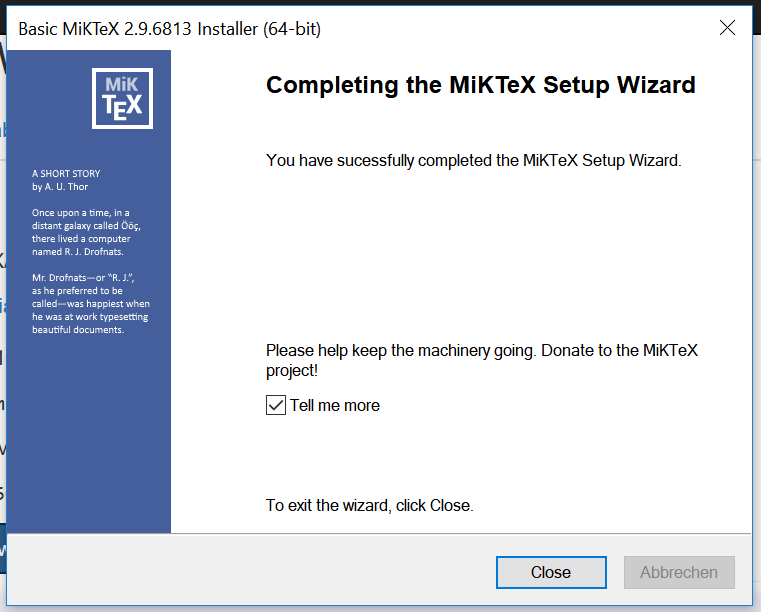 Basic MiKTeX 2.9.6813 Installer (64-bit)
MiK
TEX
A SHORT STORY
by A. U. Thor
Once upon a time, in a
distant galaxy called Ööç,
there lived a computer
named R. J. Drofnats.
Mr. Drofnats—or “R. J.”,
as he preferred to be
called—was happiest when
he was at work typesetting
beautiful documents.
Completing the MiKTeX Setup Wizard
You have sucessfully completed the MiKTeX Setup Wizard.
Please help keep the machinery going. Donate to the MiKTeX
project!
Tell me more
To exit the wizard, click Close.
Close
Abbrechen